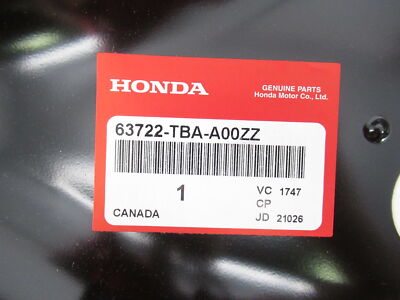 HONDA
GENUINE PARTS
Honda Motor Co., Ltd.
63722-TBA-A00ZZ
1
VC 1747
CP
CANADA
JD 21026